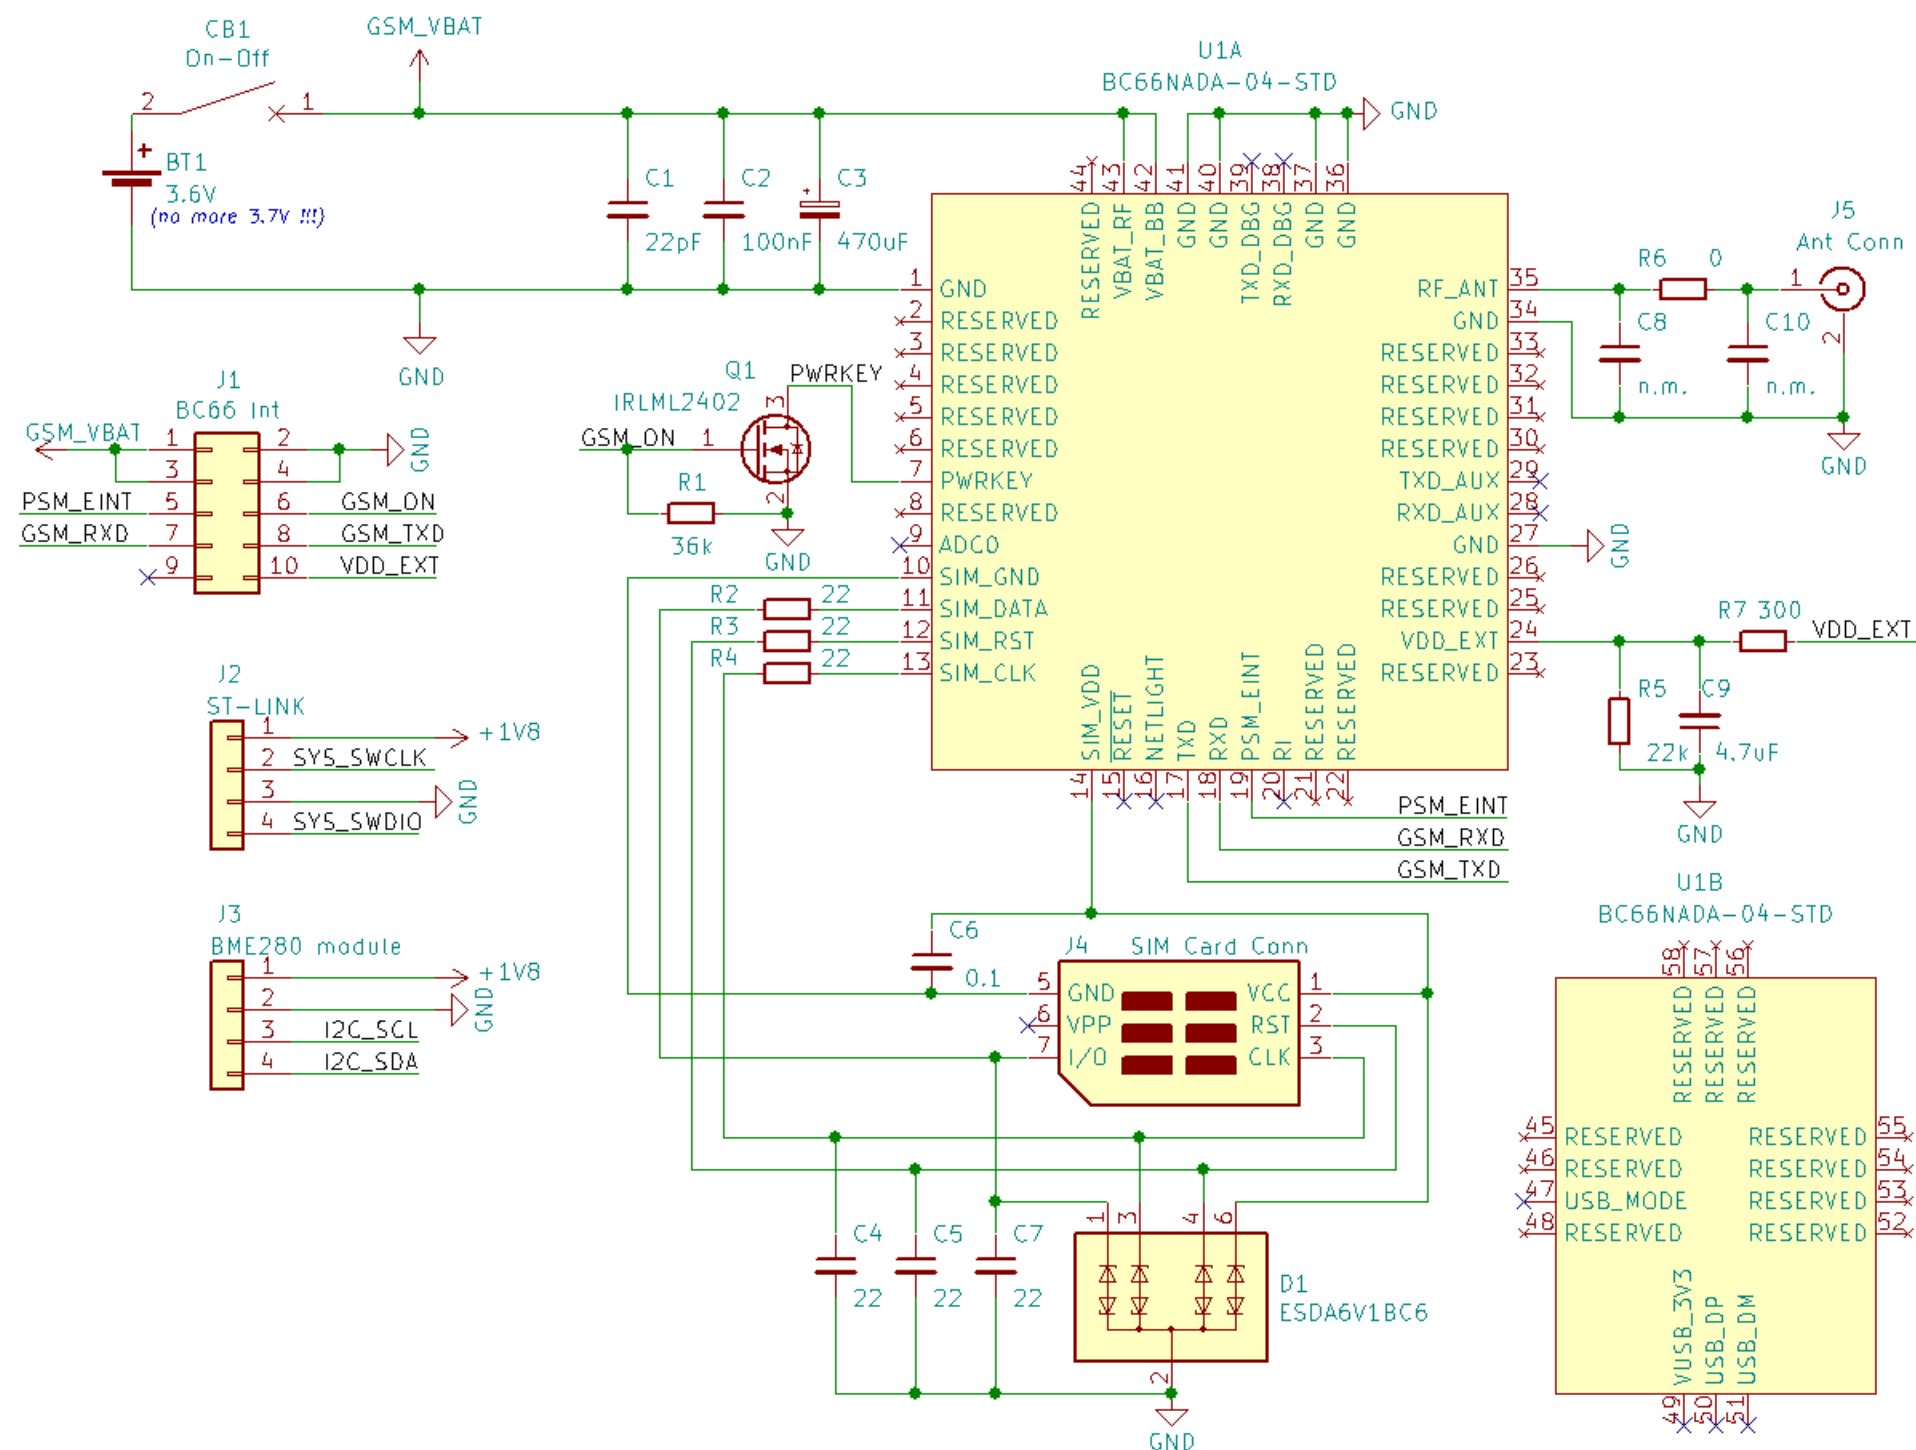 CB1
On-Off
GSM_VBAT
2
1
+
BT1
3.6V
(no more 3.7V !!!)
C1
22pF
C2
100nF
+
C3
470uF
GND
U1A
BC66NADA-04-STD
GND
44 43 42 41 40 39 38 37 36
RESERVED
VBAT_RF
VBAT_BB
GND
GND
TXD_DBG
RXD_DBG
GND
GND
1 GND
2 RESERVED
3 RESERVED
4 RESERVED
5 RESERVED
6 RESERVED
7 PWRKEY
8 RESERVED
9 ADC0
10 SIM_GND
11 SIM_DATA
12 SIM_RST
13 SIM_CLK
RF_ANT 35
GND 34
RESERVED 33
RESERVED 32
RESERVED 31
RESERVED 30
TXD_AUX 29
RXD_AUX 28
GND 27
RESERVED 26
RESERVED 25
VDD_EXT 24
RESERVED 23
SIM_VDD
RESET
NETLIGHT
TXD
RXD
PSM_EINT
RI
RESERVED
RESERVED
14 15 16 17 18 19 20 21 22
PSM_EINT
GSM_RXD
GSM_TXD
J5
Ant Conn
R6 0
1
2
C8
n.m.
C10
n.m.
GND
GND
R7 300
VDD_EXT
R5
22k
C9
4.7uF
GND
Q1
IRLML2402
PWRKEY
GSM_ON
1
3
2
R1
36k
GND
R2 22
R3 22
R4 22
J1
BC66 Int
GSM_VBAT
1 2
GND
3 4
PSM_EINT 5 6 GSM_ON
GSM_RXD 7 8 GSM_TXD
9 10 VDD_EXT
J2
ST-LINK
1 +1V8
2 SYS_SWCLK
3 GND
4 SYS_SWDIO
J3
BME280 module
1 +1V8
2 GND
3 I2C_SCL
4 I2C_SDA
C6
0.1
J4 SIM Card Conn
5 GND VCC 1
6 VPP RST 2
7 I/O CLK 3
C4
22
C5
22
C7
22
1 3 4 6
D1
ESDA6V1BC6
2
GND
U1B
BC66NADA-04-STD
58 57 56
RESERVED
RESERVED
RESERVED
45 RESERVED RESERVED 55
46 RESERVED RESERVED 54
47 USB_MODE RESERVED 53
48 RESERVED RESERVED 52
VUSB_3V3
USB_DP
USB_DM
49 50 51